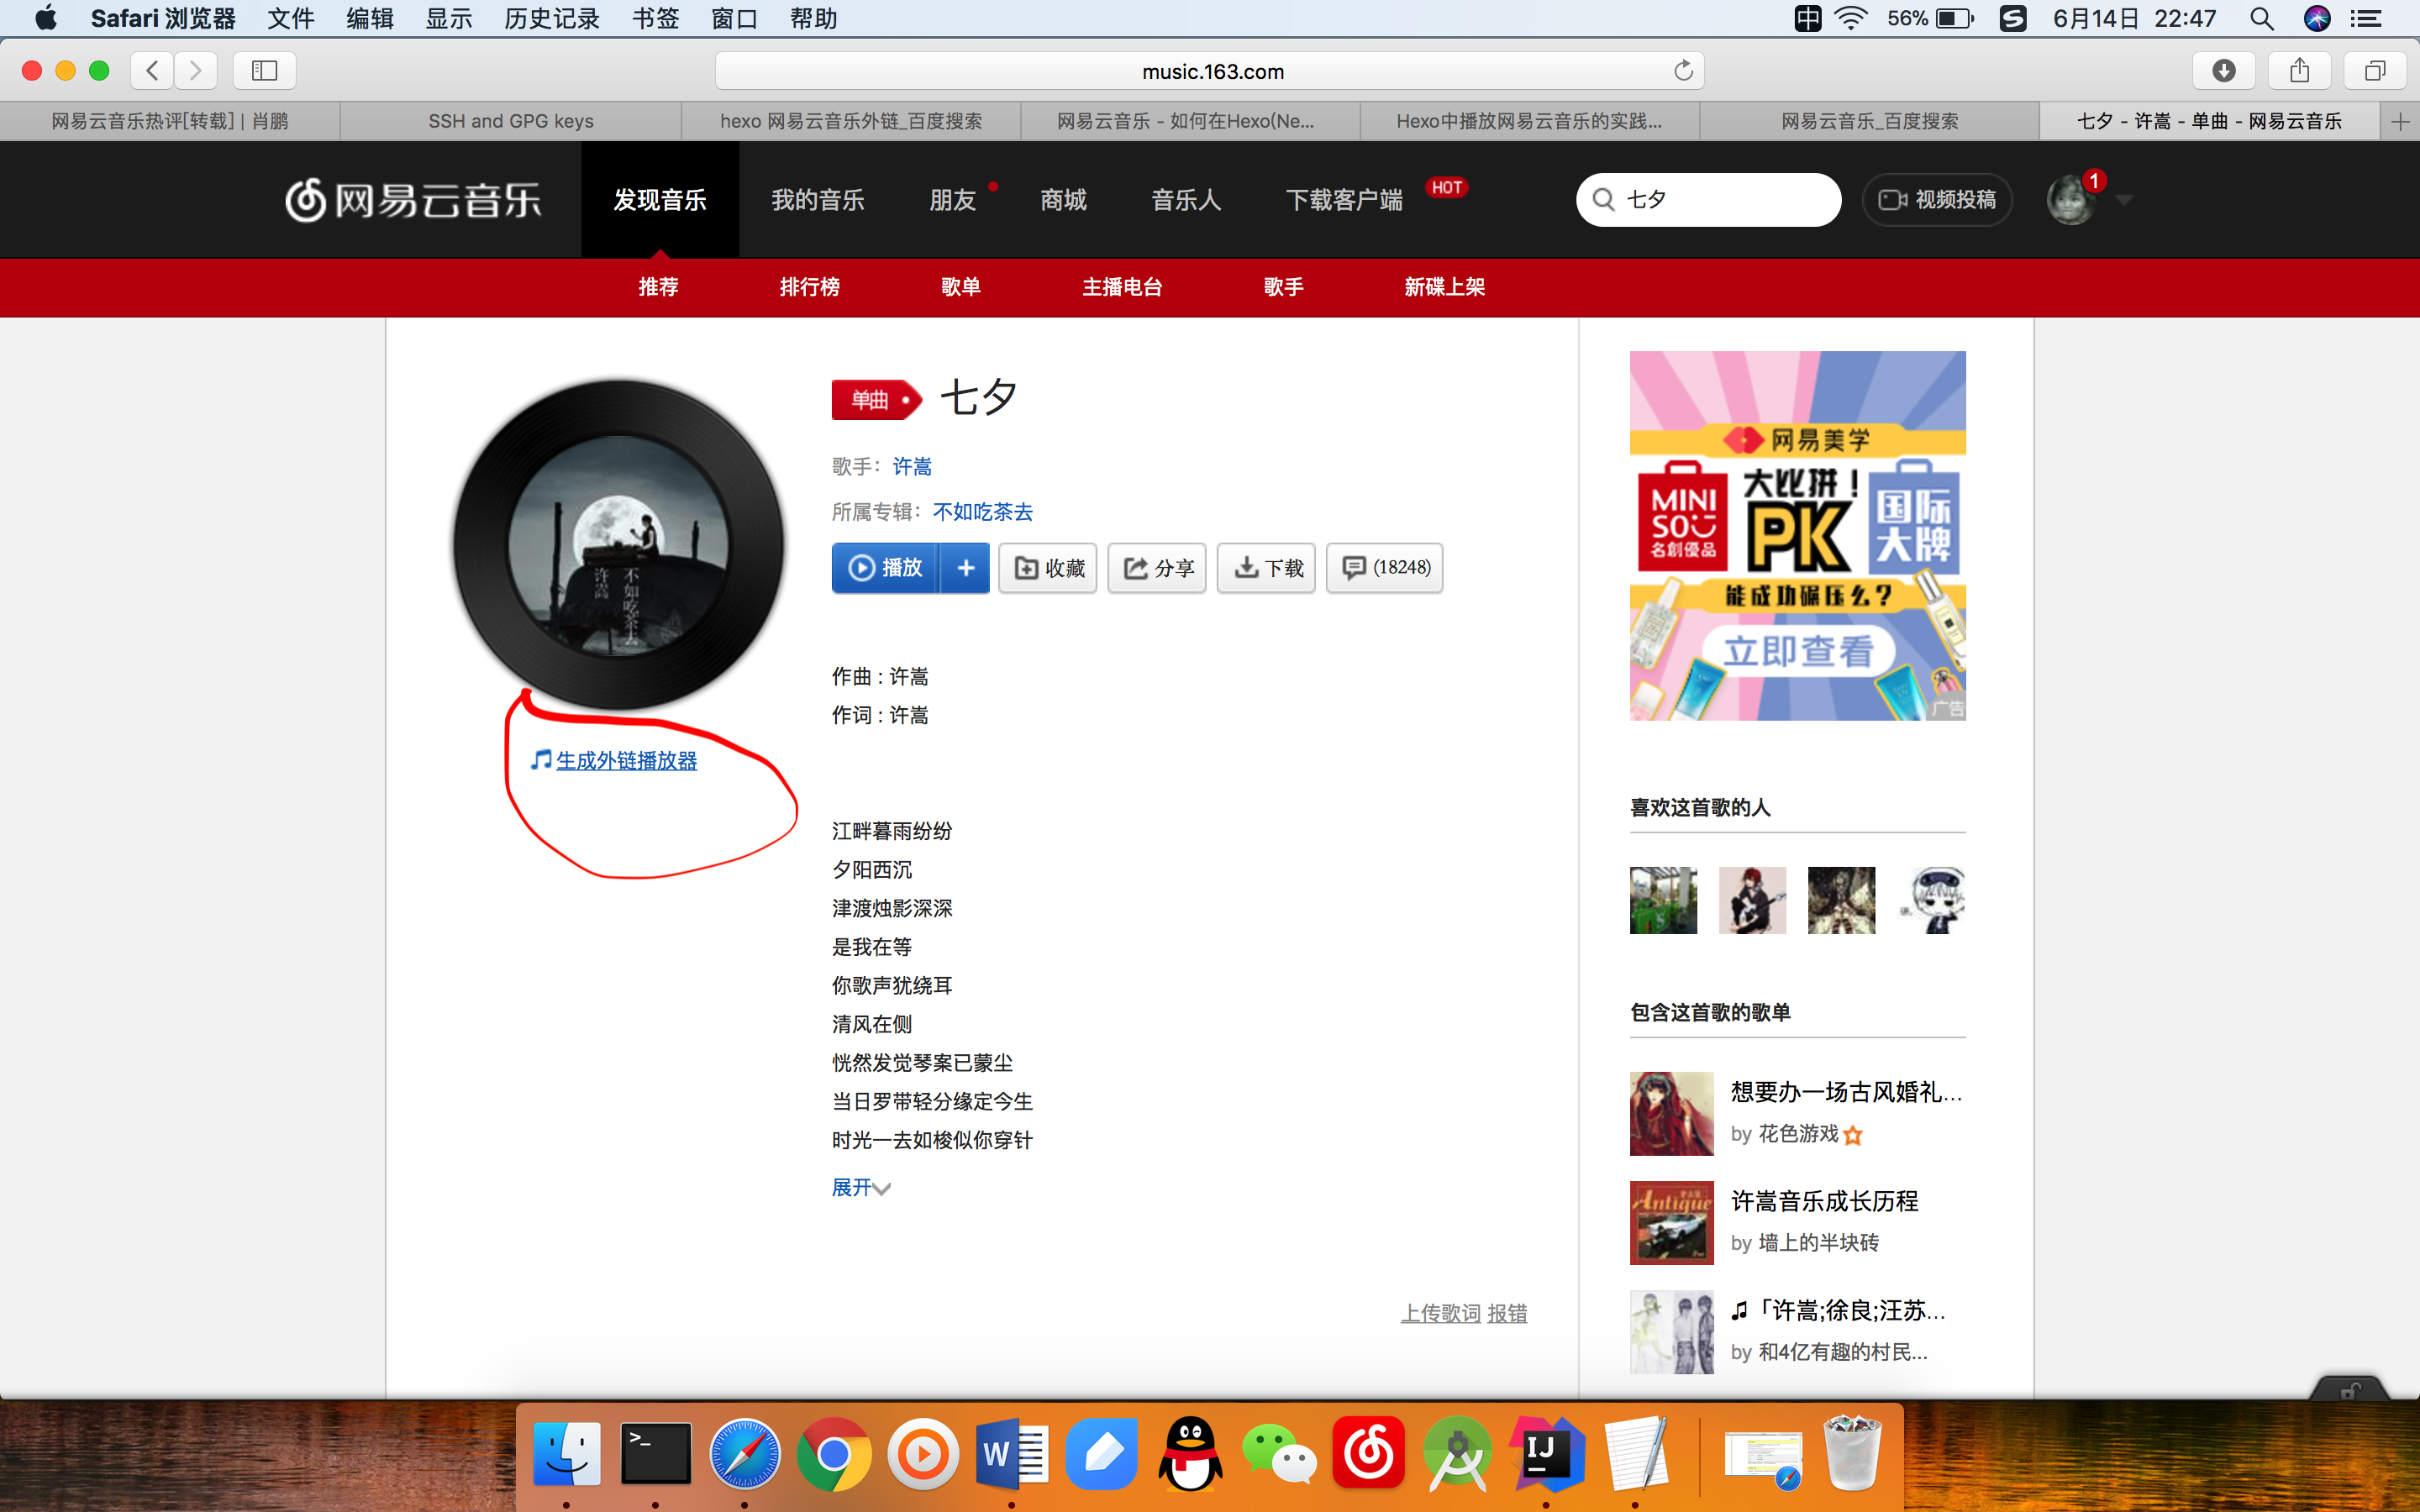 Safari 浏览器 文件 编辑 显示 历史记录 书签 窗口 帮助 中 56% 6月14日 22:47
music.163.com
网易云音乐热评[转载] | 肖鹏 SSH and GPG keys hexo 网易云音乐外链_百度搜索 网易云音乐 - 如何在Hexo(Ne... Hexo中播放网易云音乐的实践... 网易云音乐_百度搜索 七夕 - 许嵩 - 单曲 - 网易云音乐
网易云音乐 发现音乐 我的音乐 朋友 商城 音乐人 下载客户端 HOT 七夕 视频投稿 1
推荐 排行榜 歌单 主播电台 歌手 新碟上架
单曲 七夕
歌手：许嵩
所属专辑：不如吃茶去
播放 + 收藏 分享 下载 (18248)
许嵩 不如吃茶去
生成外链播放器
作曲 : 许嵩
作词 : 许嵩
江畔暮雨纷纷
夕阳西沉
津渡烛影深深
是我在等
你歌声犹绕耳
清风在侧
恍然发觉琴案已蒙尘
当日罗带轻分缘定今生
时光一去如梭似你穿针
展开
上传歌词 报错
网易美学
大比拼！
MINI
SO
名創優品
PK
国际
大牌
能成功碾压么？
立即查看
广告
喜欢这首歌的人
包含这首歌的歌单
想要办一场古风婚礼...
by 花色游戏
Antique
许嵩音乐成长历程
by 墙上的半块砖
♫「许嵩;徐良;汪苏...
by 和4亿有趣的村民...
>_
W
IJ